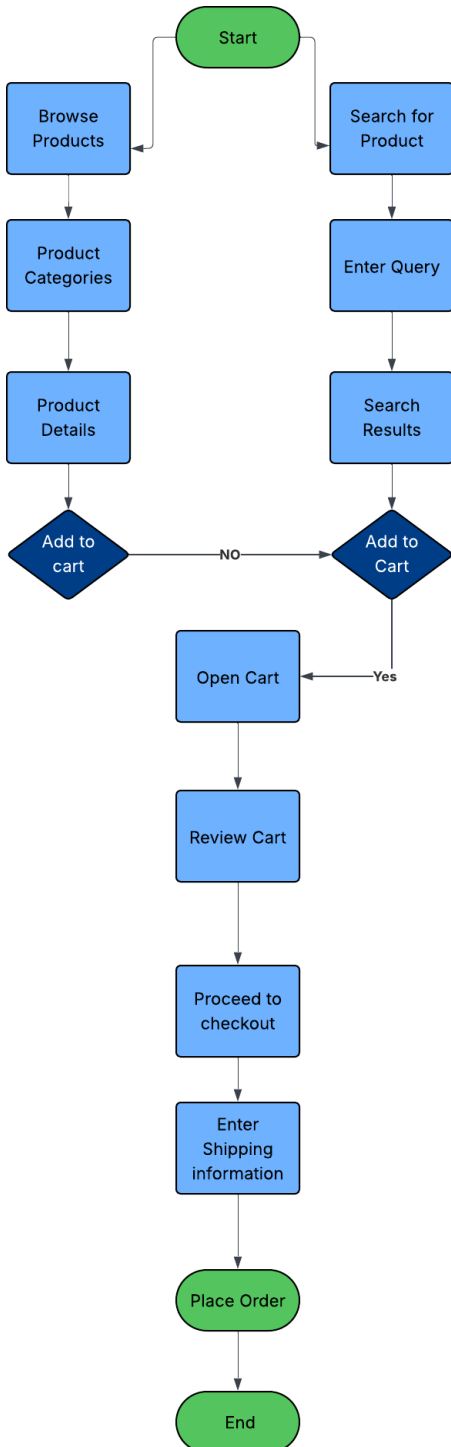 Start
Browse
Products
Search for
Product
Product
Categories
Enter Query
Product
Details
Search
Results
Add to
cart
NO
Add to
Cart
Open Cart
Yes
Review Cart
Proceed to
checkout
Enter
Shipping
information
Place Order
End